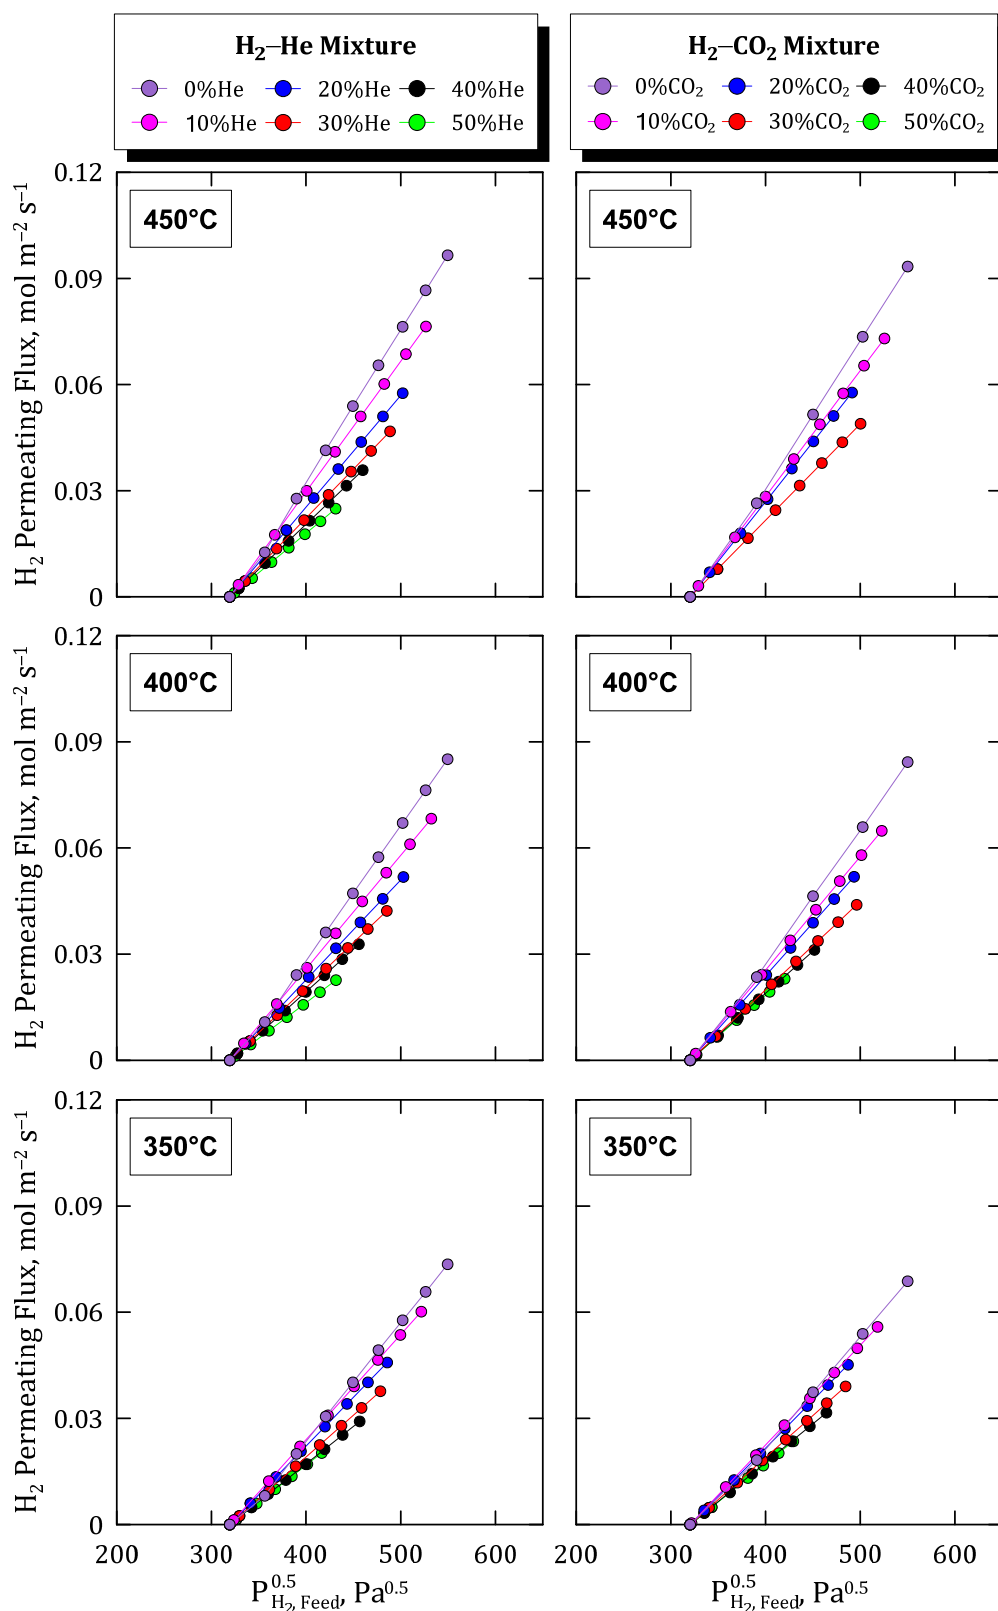 H₂–He Mixture
0%He 20%He 40%He
10%He 30%He 50%He
H₂–CO₂ Mixture
0%CO₂ 20%CO₂ 40%CO₂
10%CO₂ 30%CO₂ 50%CO₂
H₂ Permeating Flux, mol m⁻² s⁻¹
0.12
0.09
0.06
0.03
0
450°C
450°C
H₂ Permeating Flux, mol m⁻² s⁻¹
0.12
0.09
0.06
0.03
0
400°C
400°C
H₂ Permeating Flux, mol m⁻² s⁻¹
0.12
0.09
0.06
0.03
0
350°C
350°C
200 300 400 500 600
200 300 400 500 600
P⁰·⁵ H₂, Feed, Pa⁰·⁵
P⁰·⁵ H₂, Feed, Pa⁰·⁵